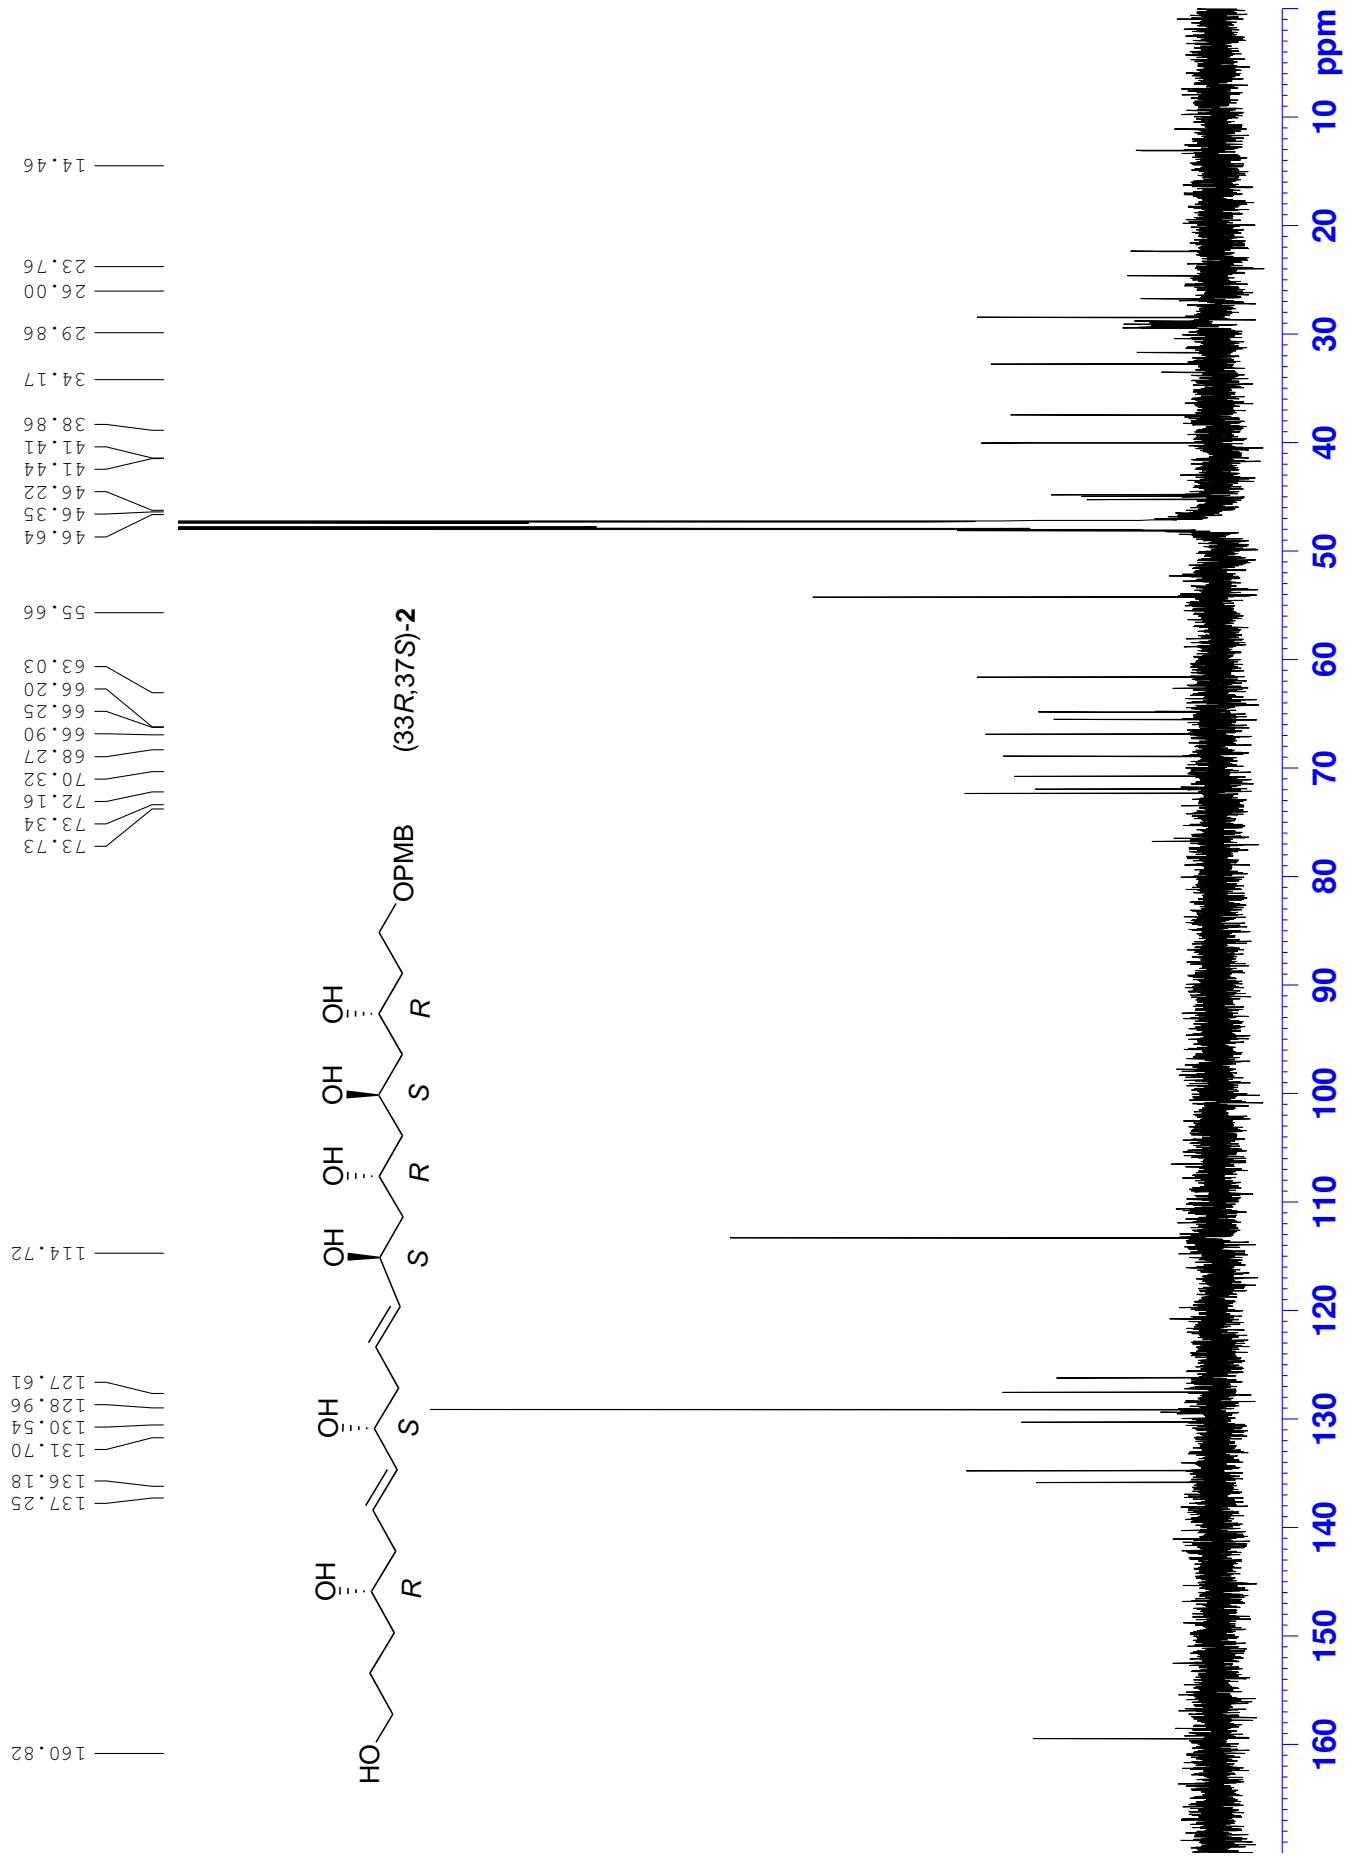 160.82
137.25
136.18
131.70
130.54
128.96
127.61
114.72
73.73
73.34
72.16
70.32
68.27
66.90
66.25
66.20
63.03
55.66
46.64
46.35
46.22
41.44
41.41
38.86
34.17
29.86
26.00
23.76
14.46
HO
OH
R
OH
S
OH
S
OH
R
OH
S
OH
R
OPMB
(33R,37S)-2
160 150 140 130 120 110 100 90 80 70 60 50 40 30 20 10 ppm